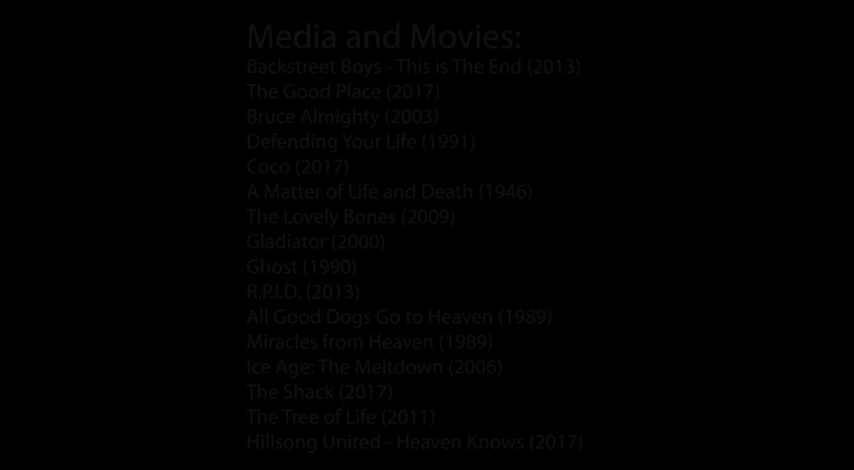 Media and Movies:
Backstreet Boys - This is The End (2013)
The Good Place (2017)
Bruce Almighty (2003)
Defending Your Life (1991)
Coco (2017)
A Matter of Life and Death (1946)
The Lovely Bones (2009)
Gladiator (2000)
Ghost (1990)
R.P.I.D. (2013)
All Good Dogs Go to Heaven (1989)
Miracles from Heaven (1989)
Ice Age: The Meltdown (2006)
The Shack (2017)
The Tree of Life (2011)
Hillsong United - Heaven Knows (2017)